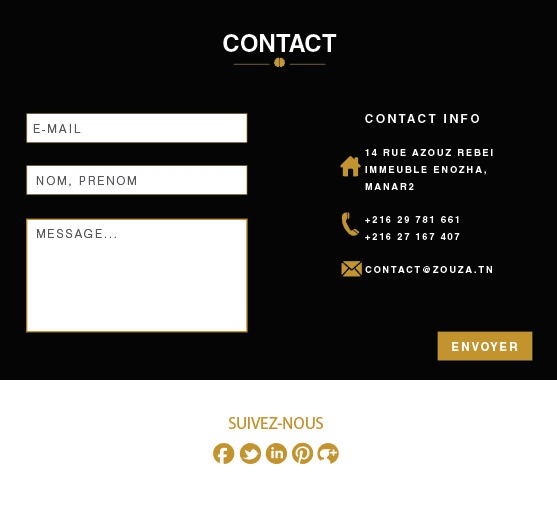 CONTACT
E-MAIL
NOM, PRENOM
MESSAGE...
CONTACT INFO
14 RUE AZOUZ REBEI
IMMEUBLE ENOZHA,
MANAR2
+216 29 781 661
+216 27 167 407
CONTACT@ZOUZA.TN
ENVOYER
SUIVEZ-NOUS